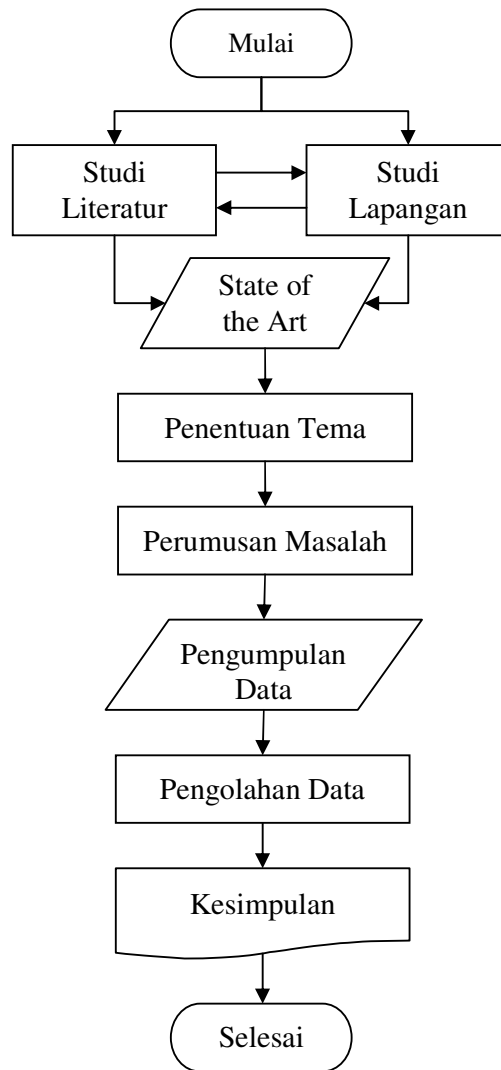 Mulai
Studi
Literatur
Studi
Lapangan
State of
the Art
Penentuan Tema
Perumusan Masalah
Pengumpulan
Data
Pengolahan Data
Kesimpulan
Selesai